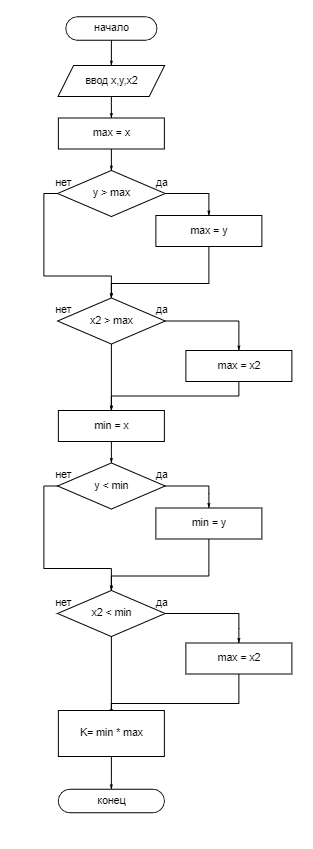 начало
ввод x,y,x2
max = x
нет
да
y > max
max = y
нет
да
x2 > max
max = x2
min = x
нет
да
y < min
min = y
нет
да
x2 < min
max = x2
K= min * max
конец